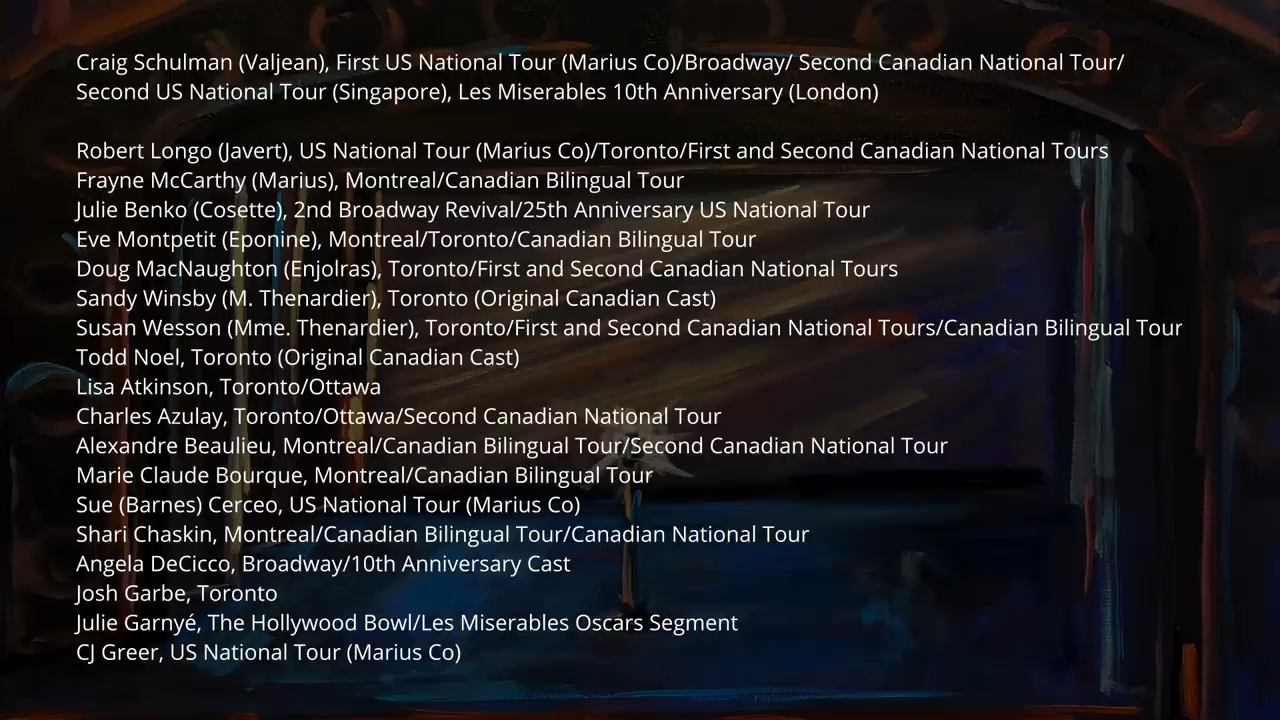 Craig Schulman (Valjean), First US National Tour (Marius Co)/Broadway/ Second Canadian National Tour/
Second US National Tour (Singapore), Les Miserables 10th Anniversary (London)
Robert Longo (Javert), US National Tour (Marius Co)/Toronto/First and Second Canadian National Tours
Frayne McCarthy (Marius), Montreal/Canadian Bilingual Tour
Julie Benko (Cosette), 2nd Broadway Revival/25th Anniversary US National Tour
Eve Montpetit (Eponine), Montreal/Toronto/Canadian Bilingual Tour
Doug MacNaughton (Enjolras), Toronto/First and Second Canadian National Tours
Sandy Winsby (M. Thenardier), Toronto (Original Canadian Cast)
Susan Wesson (Mme. Thenardier), Toronto/First and Second Canadian National Tours/Canadian Bilingual Tour
Todd Noel, Toronto (Original Canadian Cast)
Lisa Atkinson, Toronto/Ottawa
Charles Azulay, Toronto/Ottawa/Second Canadian National Tour
Alexandre Beaulieu, Montreal/Canadian Bilingual Tour/Second Canadian National Tour
Marie Claude Bourque, Montreal/Canadian Bilingual Tour
Sue (Barnes) Cerceo, US National Tour (Marius Co)
Shari Chaskin, Montreal/Canadian Bilingual Tour/Canadian National Tour
Angela DeCicco, Broadway/10th Anniversary Cast
Josh Garbe, Toronto
Julie Garnyé, The Hollywood Bowl/Les Miserables Oscars Segment
CJ Greer, US National Tour (Marius Co)